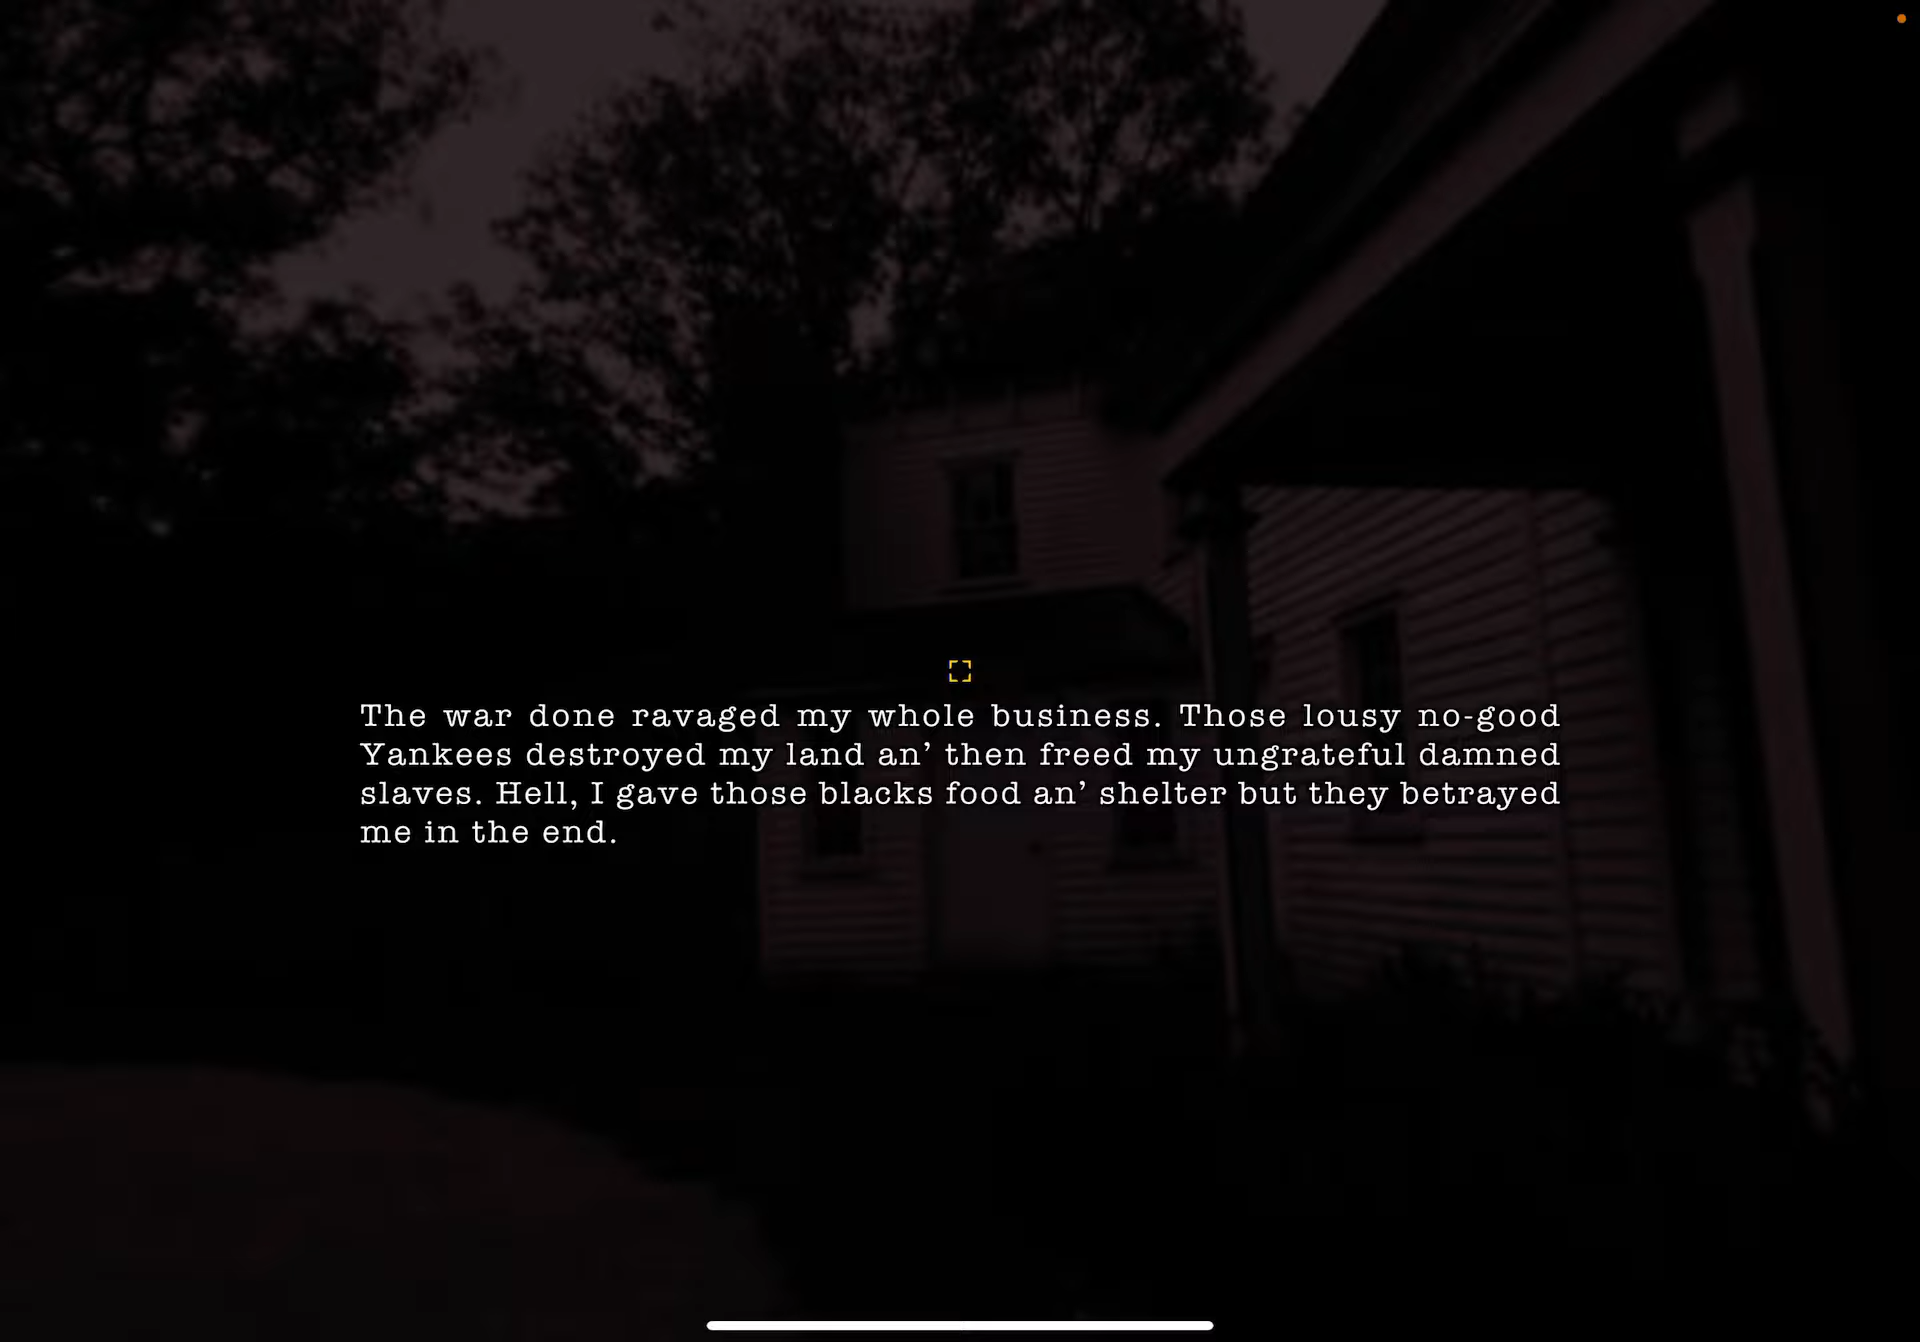 The war done ravaged my whole business. Those lousy no-good
Yankees destroyed my land an’ then freed my ungrateful damned
slaves. Hell, I gave those blacks food an’ shelter but they betrayed
me in the end.